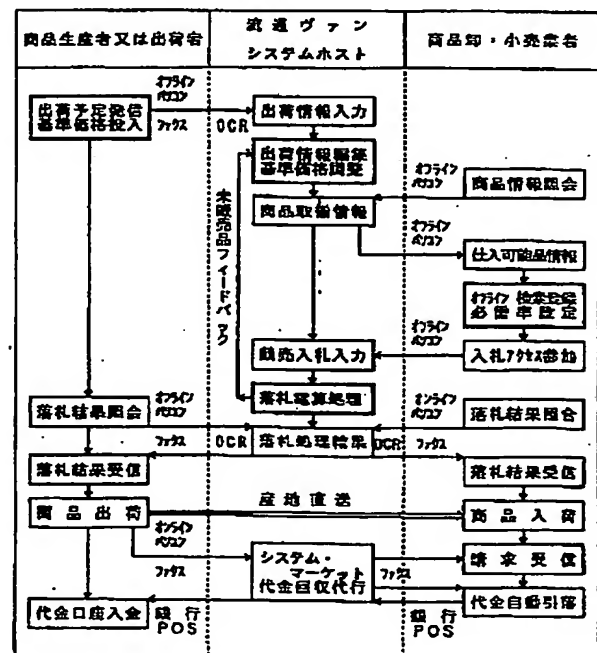 商品生産者又は出荷者
流通ヴァン
システムホスト
商品卸・小売業者
オフライン
パソコン
出荷予定発信
基準価格投入
ファクス
OCR
出荷情報入力
出荷情報編集
基準価格調整
オフライン
パソコン
商品情報照会
商品取価情報
未販売品フィードバック
オフライン
パソコン
仕入可能品情報
オフライン 検索登録
必需率設定
オフライン
パソコン
競売入札入力
入札アクセス参加
落札電算処理
オフライン
パソコン
オンライン
パソコン
落札結果照会
落札結果照会
ファクス
OCR
落札処理結果
OCR
ファクス
落札結果受信
落札結果受信
産地直送
商品出荷
商品入荷
オンライン
パソコン
ファクス
システム・
マーケット
代金回収代行
ファクス
請求受信
代金口座入金
銀行
POS
銀行
POS
代金自動引落